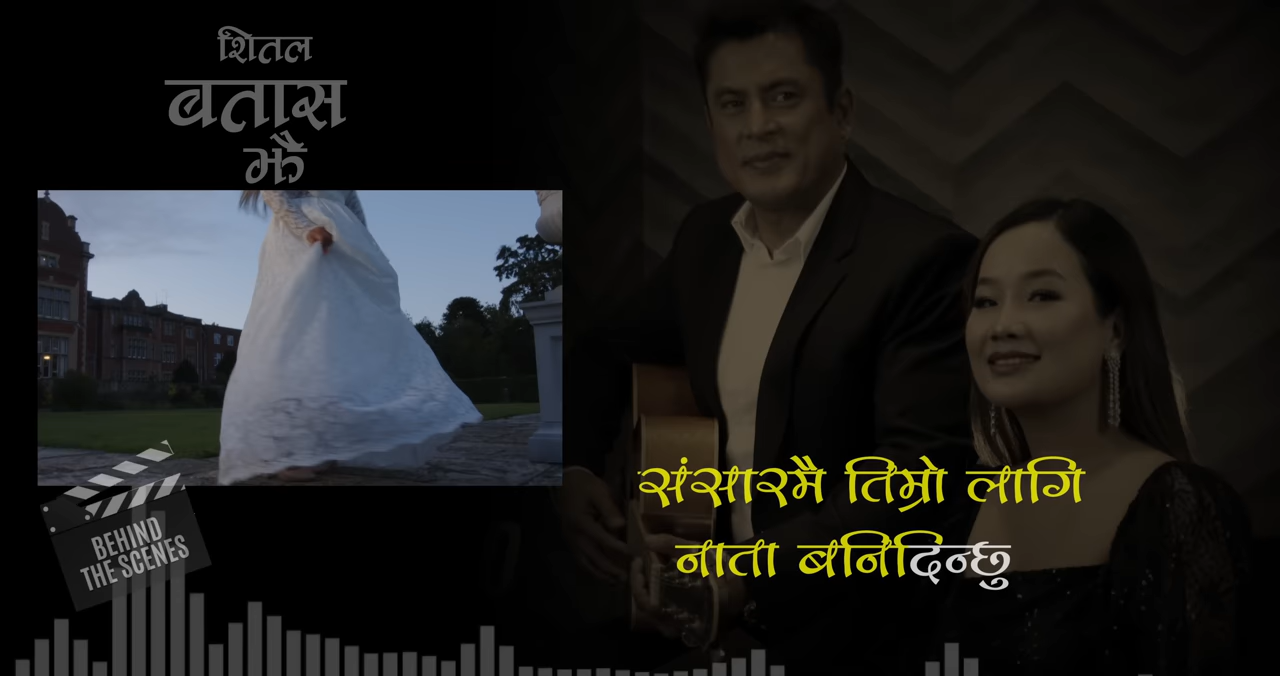 शितल
बतास
झै
BEHIND
THE SCENES
संसारमै तिम्रो लागि
नाता बनिदिन्छु